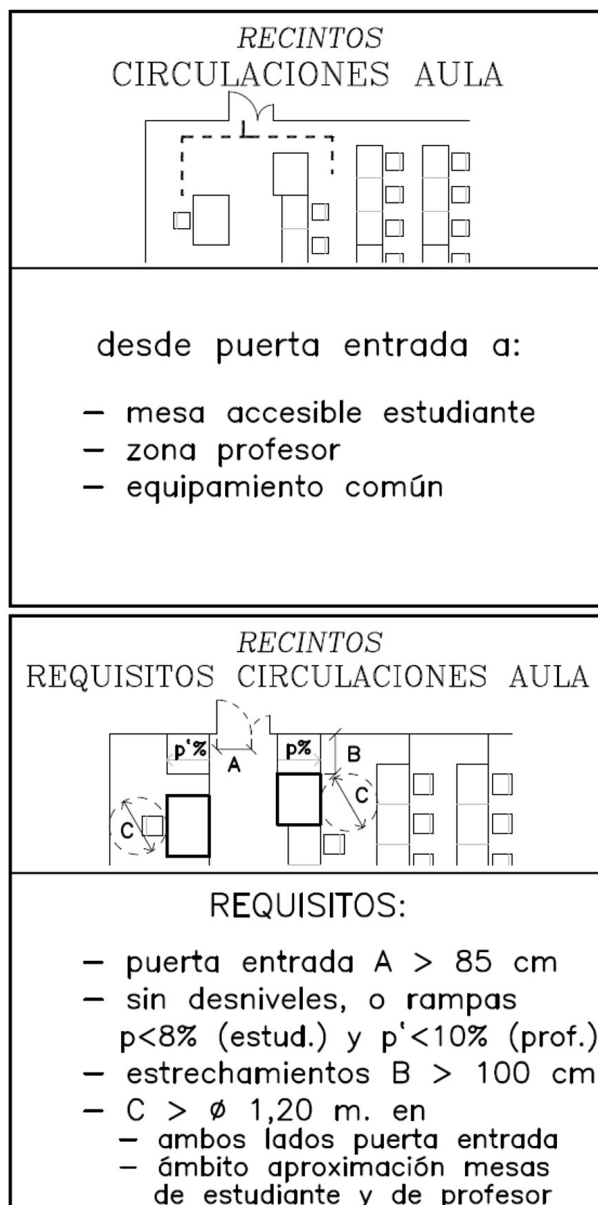 RECINTOS
CIRCULACIONES AULA
desde puerta entrada a:
– mesa accesible estudiante
– zona profesor
– equipamiento común
RECINTOS
REQUISITOS CIRCULACIONES AULA
p'%
p%
A
B
C
C
REQUISITOS:
– puerta entrada A > 85 cm
– sin desniveles, o rampas
p<8% (estud.) y p'<10% (prof.)
– estrechamientos B > 100 cm
– C > ø 1,20 m. en
– ambos lados puerta entrada
– ámbito aproximación mesas
de estudiante y de profesor